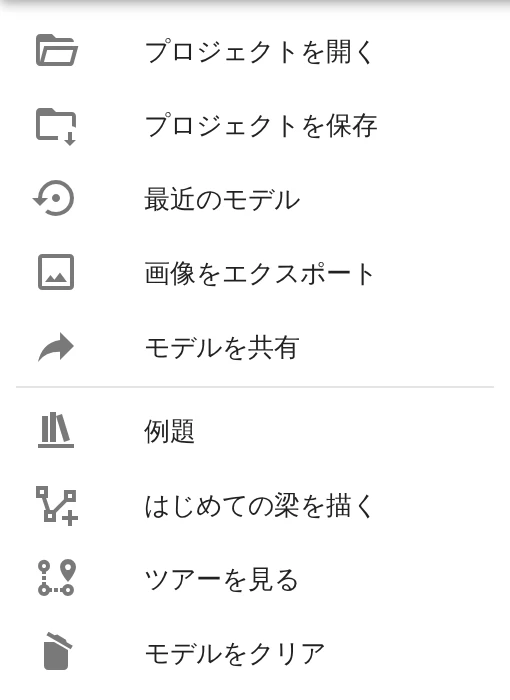 プロジェクトを開く
プロジェクトを保存
最近のモデル
画像をエクスポート
モデルを共有
例題
はじめての梁を描く
ツアーを見る
モデルをクリア